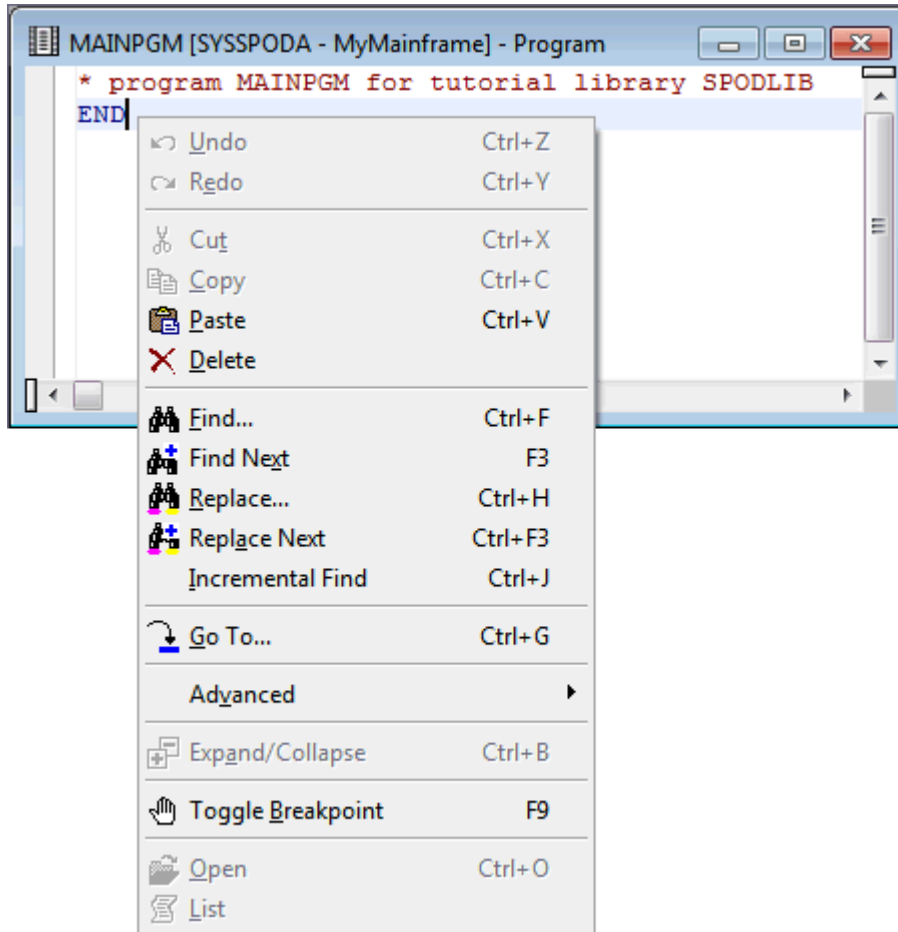 MAINPGM [SYSSPODA - MyMainframe] - Program
* program MAINPGM for tutorial library SPODLIB
END
Undo Ctrl+Z
Redo Ctrl+Y
Cut Ctrl+X
Copy Ctrl+C
Paste Ctrl+V
Delete
Find... Ctrl+F
Find Next F3
Replace... Ctrl+H
Replace Next Ctrl+F3
Incremental Find Ctrl+J
Go To... Ctrl+G
Advanced
Expand/Collapse Ctrl+B
Toggle Breakpoint F9
Open Ctrl+O
List